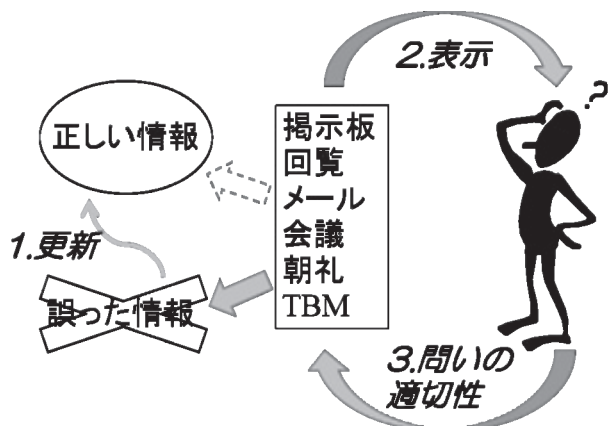 2.表示
?
正しい情報
掲示板
回覧
メール
会議
朝礼
TBM
1.更新
誤った情報
3.問いの
適切性